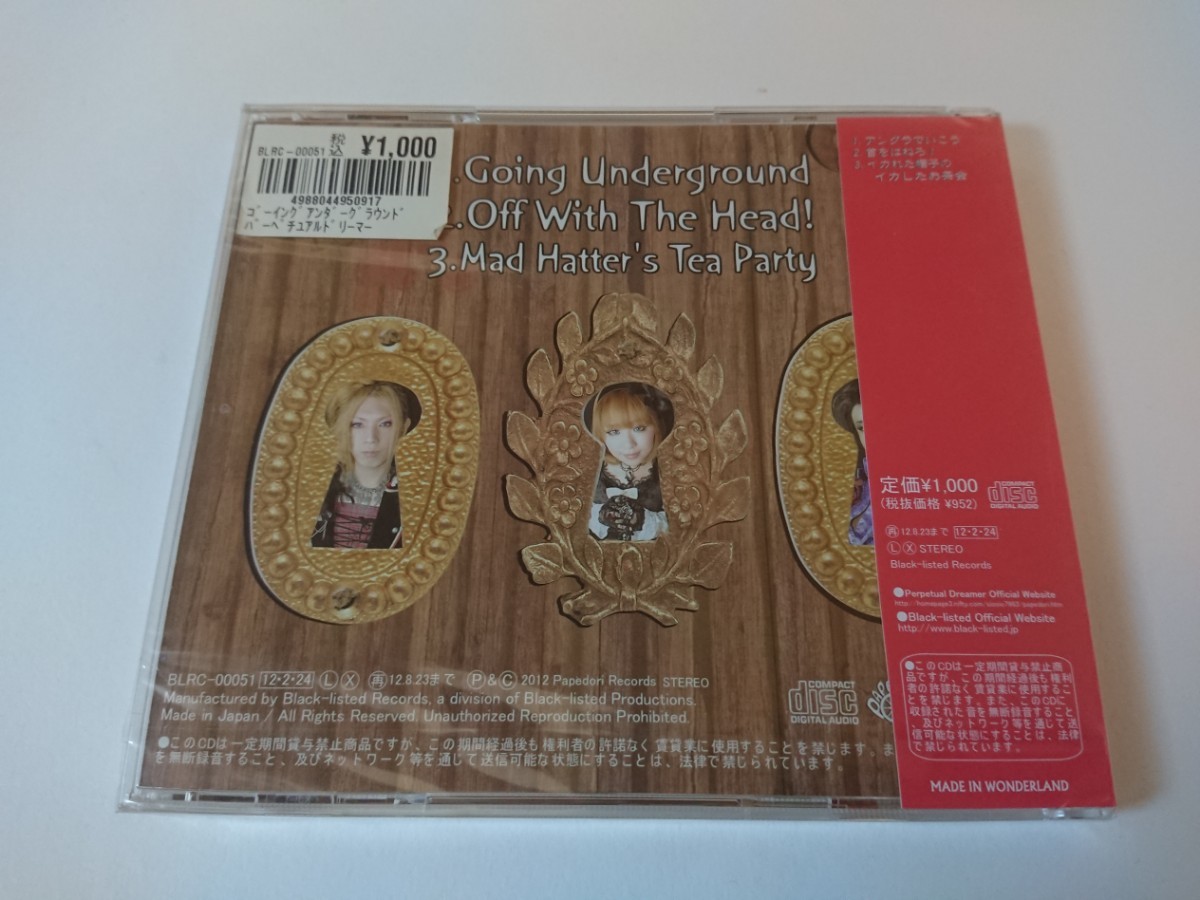 BLRC-00051 税込 ¥1,000
4988044950917
ゴーイングアンダーグラウンド
パーペチュアルドリーマー
.Going Underground
.Off With The Head!
3.Mad Hatter's Tea Party
1. アングラでいこう
2. 首をはねろ!
3. イカれた帽子の
イカしたお茶会
定価¥1,000
(税抜価格 ¥952)
COMPACT
disc
DIGITAL AUDIO
再12.8.23まで 12・2・24
L X STEREO
Black-listed Records
●Perpetual Dreamer Official Website
●Black-listed Official Website
http://www.black-listed.jp
●このCDは一定期間貸与禁止商
品ですが、この期間経過後も権利
者の許諾なく賃貸業に使用するこ
とを禁じます。また、このCDに
収録された音を無断録音すること
、及びネットワーク等を通じて送
信可能な状態にすることは、法律
で禁じられています。
MADE IN WONDERLAND
BLRC-00051 12・2・24 L X 再12.8.23まで P&C 2012 Papedori Records STEREO
Manufactured by Black-listed Records, a division of Black-listed Productions.
Made in Japan / All Rights Reserved. Unauthorized Reproduction Prohibited.
COMPACT
disc
DIGITAL AUDIO
●このCDは一定期間貸与禁止商品ですが、この期間経過後も権利者の許諾なく賃貸業に使用することを禁じます。ま
を無断録音すること、及びネットワーク等を通じて送信可能な状態にすることは、法律で禁じられています。